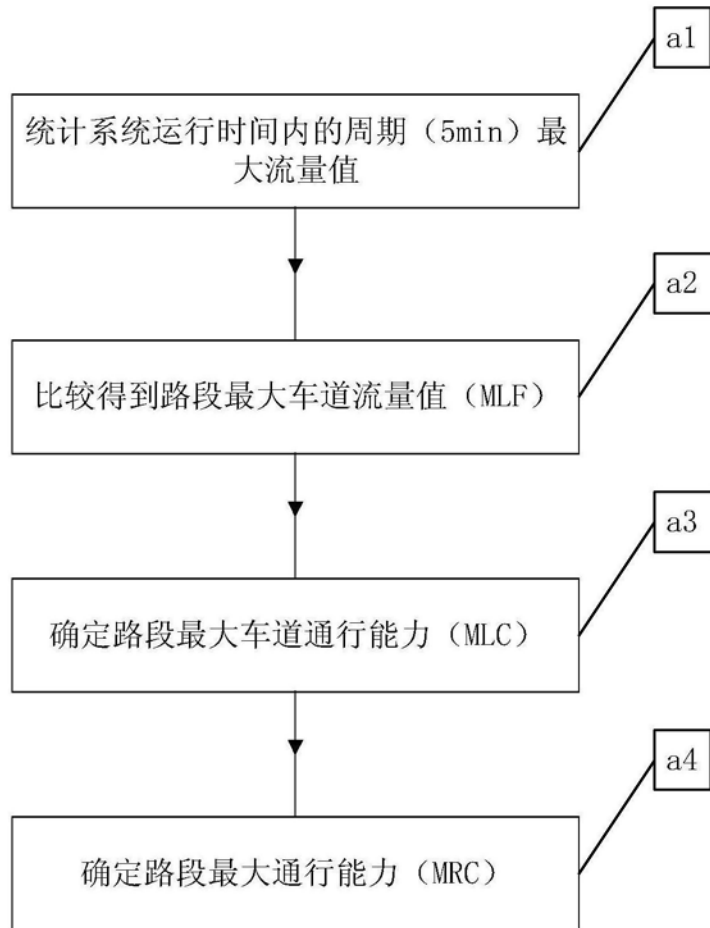 a1
统计系统运行时间内的周期（5min）最
大流量值
a2
比较得到路段最大车道流量值（MLF）
a3
确定路段最大车道通行能力（MLC）
a4
确定路段最大通行能力（MRC）